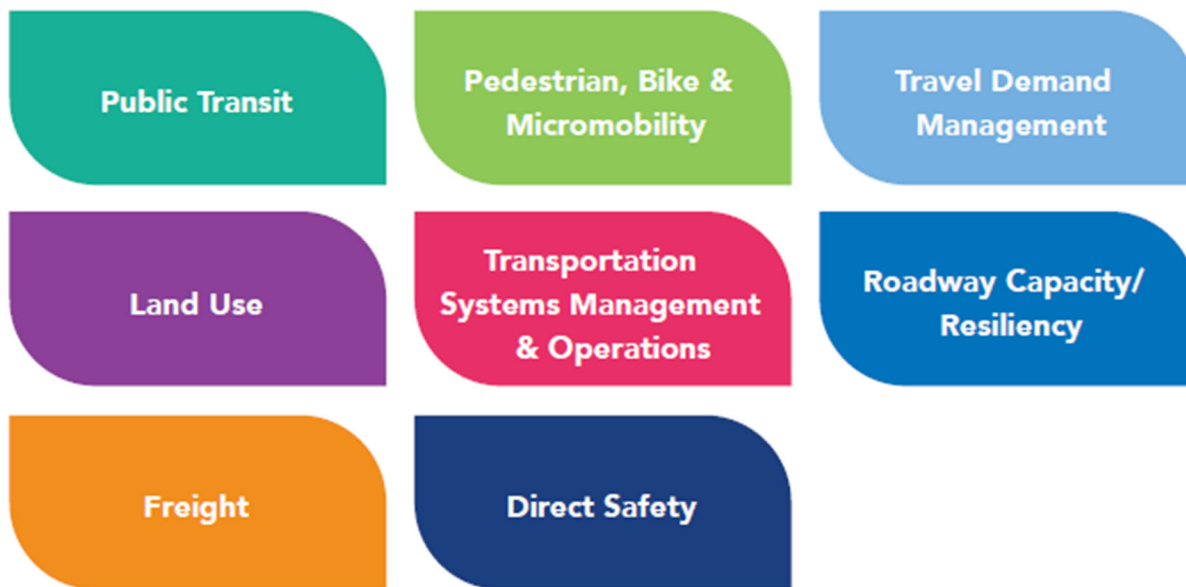 Public Transit
Pedestrian, Bike &
Micromobility
Travel Demand
Management
Land Use
Transportation
Systems Management
& Operations
Roadway Capacity/
Resiliency
Freight
Direct Safety